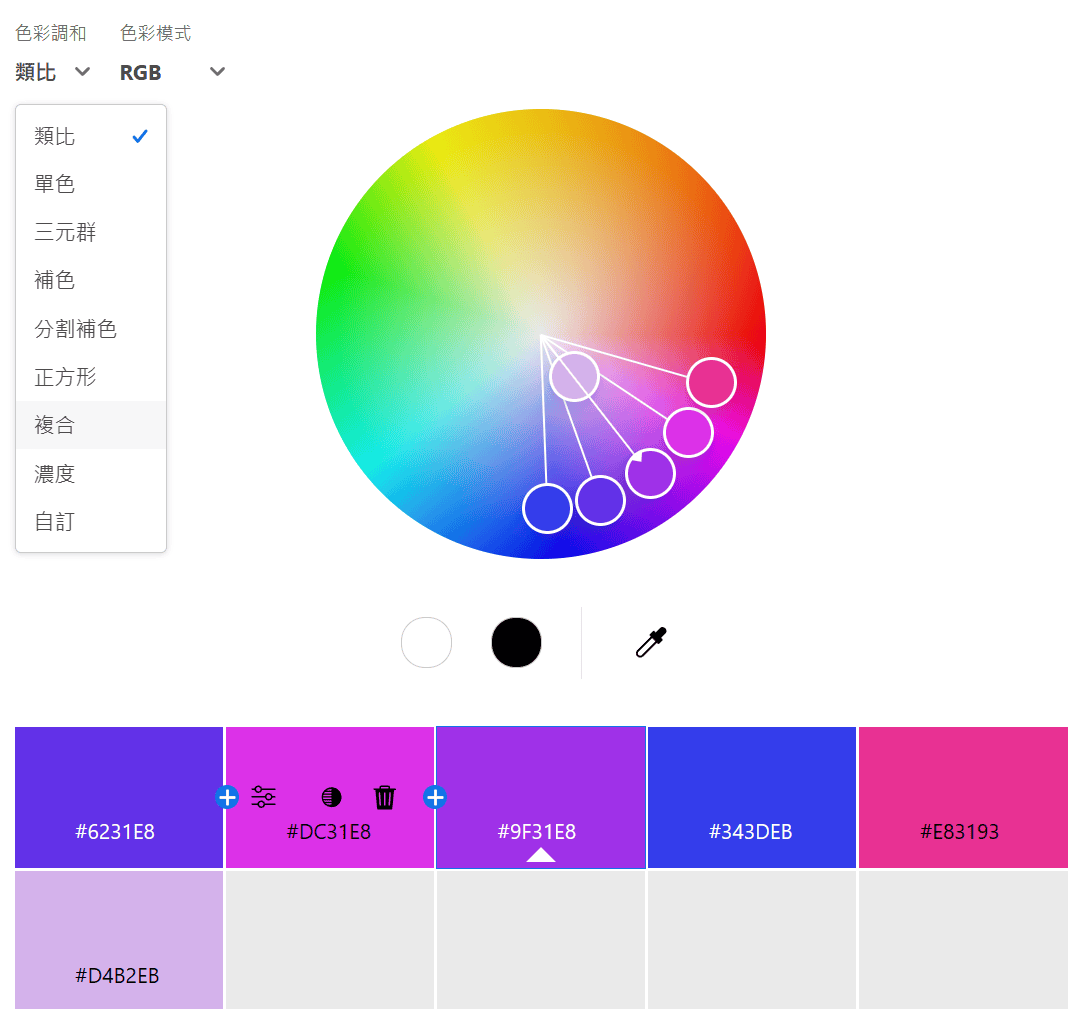 色彩調和 色彩模式
類比 RGB
類比
單色
三元群
補色
分割補色
正方形
複合
濃度
自訂
#6231E8 #DC31E8 #9F31E8 #343DEB #E83193
#D4B2EB